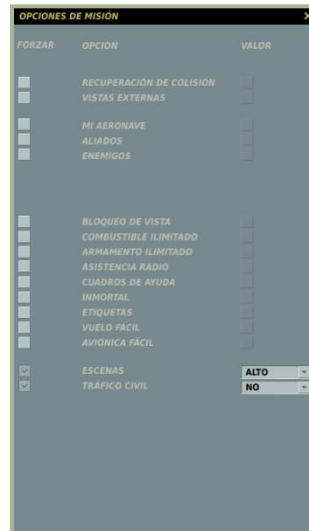 OPCIONES DE MISIÓN ×
FORZAR OPCION VALOR
RECUPERACIÓN DE COLISIÓN
VISTAS EXTERNAS
MI AERONAVE
ALIADOS
ENEMIGOS
BLOQUEO DE VISTA
COMBUSTIBLE ILIMITADO
ARMAMENTO ILIMITADO
ASISTENCIA RADIO
CUADROS DE AYUDA
INMORTAL
ETIQUETAS
VUELO FÁCIL
AVIÓNICA FÁCIL
ESCENAS ALTO
TRÁFICO CIVIL NO